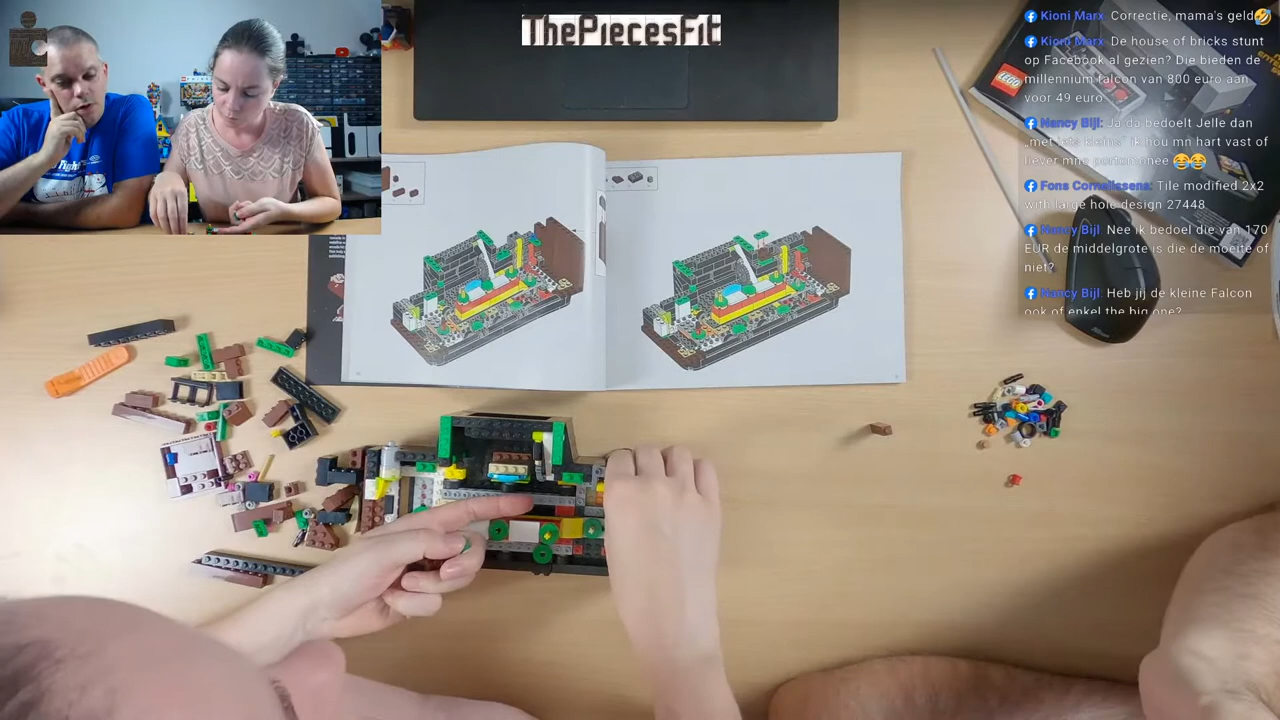 ThePiecesFit
Kioni Marx Correctie, mama's geld🤣
Kioni Marx De house of bricks stunt
op Facebook al gezien? Die bieden de
millennium falcon van 800 euro aan
voor 49 euro
Nancy Bijl: Ja da bedoelt Jelle dan
"met iets kleins" ik hou mn hart vast of
liever mne
😂😂
Fons Cornelissens: Tile modified 2x2
with large hole design 27448
Nancy Bijl Nee ik bedoel die van 170
EUR de middelgrote is die de moeite of
niet?
Nancy Bijl Heb jij de kleine Falcon
ook of enkel the big one?
LEGO